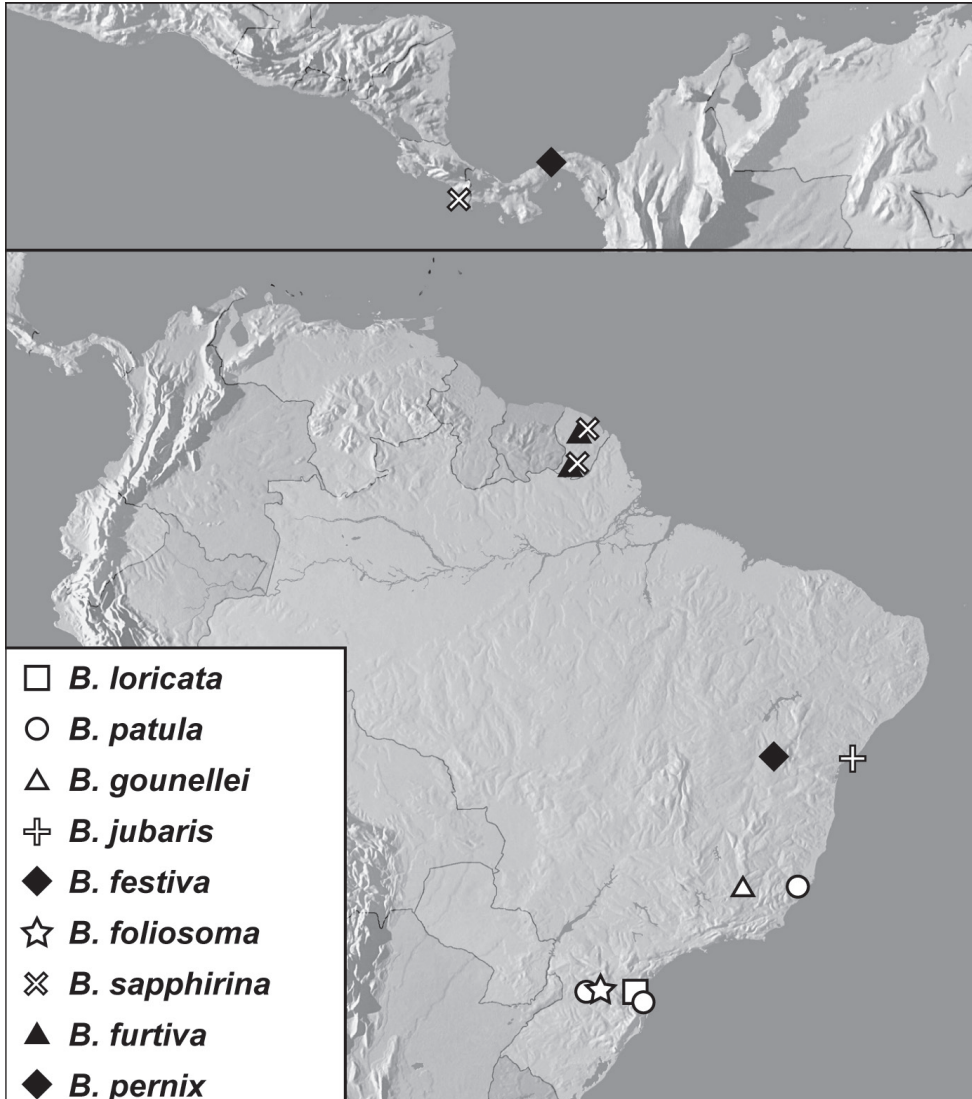 B. loricata
B. patula
B. gounellei
B. jubaris
B. festiva
B. foliosoma
B. sapphirina
B. furtiva
B. pernix